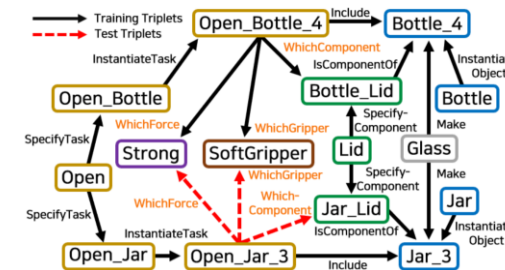 Training Triplets
Test Triplets
Open_Bottle_4
Include
Bottle_4
WhichComponent
InstantiateTask
IsComponentOf
Instantia
Object
Open_Bottle
Bottle_Lid
Bottle
SpecifyTask
WhichForce
WhichGripper
Specify-
Component
Make
Strong
SoftGripper
Lid
Glass
Open
WhichGripper
Specify-
Component
Make
WhichForce
Which-
Component
Jar
SpecifyTask
Jar_Lid
InstantiateTask
IsComponentOf
Instantia
Object
Open_Jar
Open_Jar_3
Include
Jar_3